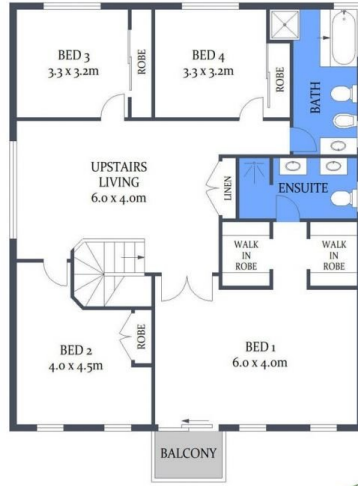 BED 3
3.3 x 3.2m
ROBE
BED 4
3.3 x 3.2m
ROBE
BATH
UPSTAIRS
LIVING
6.0 x 4.0m
LINEN
ENSUITE
WALK
IN
ROBE
WALK
IN
ROBE
BED 2
4.0 x 4.5m
ROBE
BED 1
6.0 x 4.0m
BALCONY